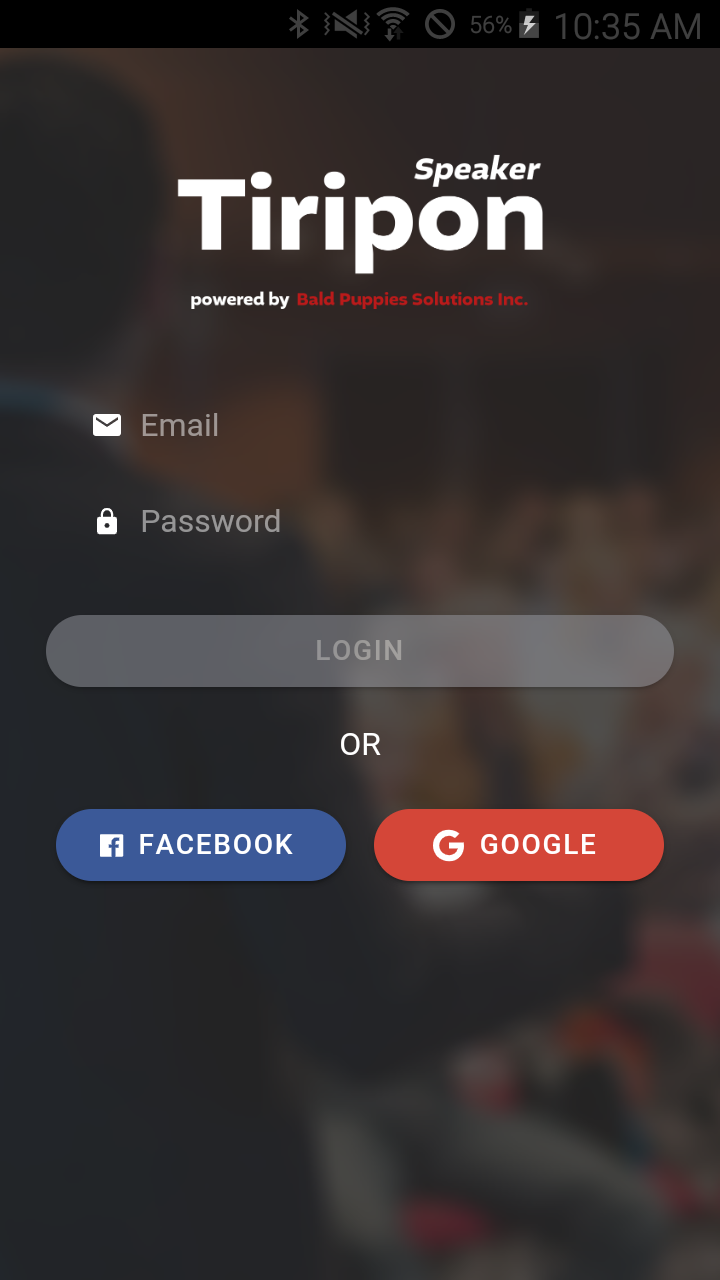 56% 10:35 AM
Speaker
Tiripon
powered by Bald Puppies Solutions Inc.
Email
Password
LOGIN
OR
FACEBOOK GOOGLE